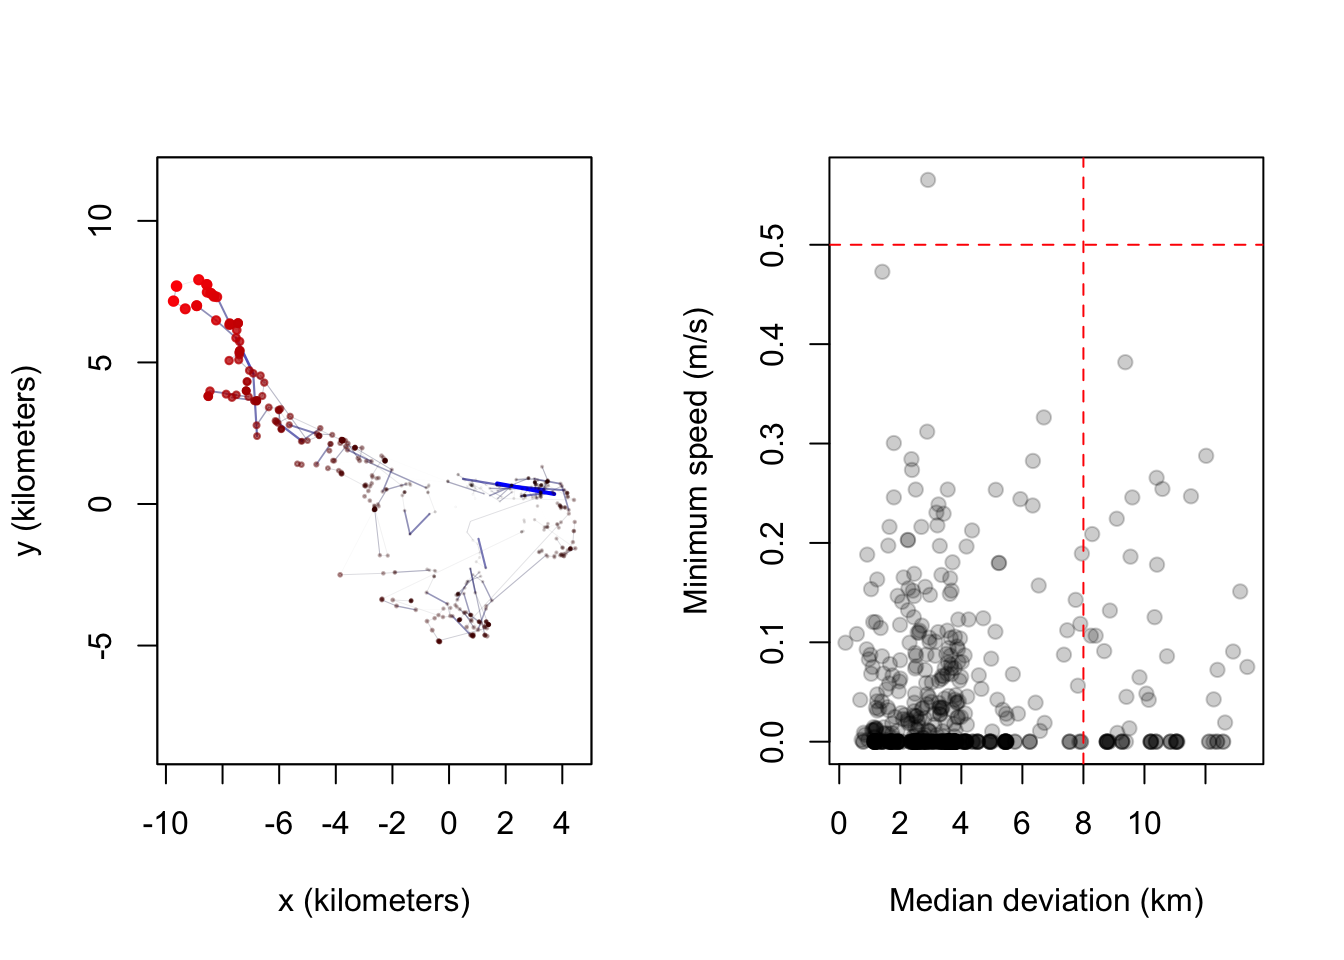 10
5
0
-5
y (kilometers)
-10 -6 -4 -2 0 2 4
x (kilometers)
0.5
0.4
0.3
0.2
0.1
0.0
Minimum speed (m/s)
0 2 4 6 8 10
Median deviation (km)